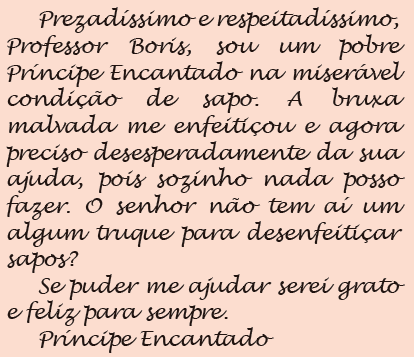 Prezadíssimo e respeitadíssimo,
Professor Boris, sou um pobre
Príncipe Encantado na miserável
condição de sapo. A bruxa
malvada me enfeitiçou e agora
preciso desesperadamente da sua
ajuda, pois sozinho nada posso
fazer. O senhor não tem aí um
algum truque para desenfeitiçar
sapos?
Se puder me ajudar serei grato
e feliz para sempre.
Príncipe Encantado